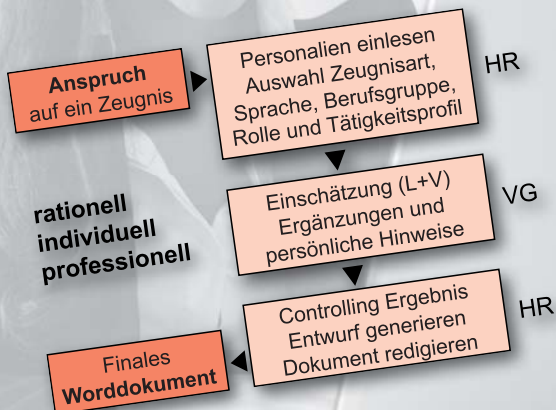 Anspruch
auf ein Zeugnis
Personalien einlesen
Auswahl Zeugnisart,
Sprache, Berufsgruppe,
Rolle und Tätigkeitsprofil
HR
Einschätzung (L+V)
Ergänzungen und
persönliche Hinweise
VG
rationell
individuell
professionell
Controlling Ergebnis
Entwurf generieren
Dokument redigieren
HR
Finales
Worddokument